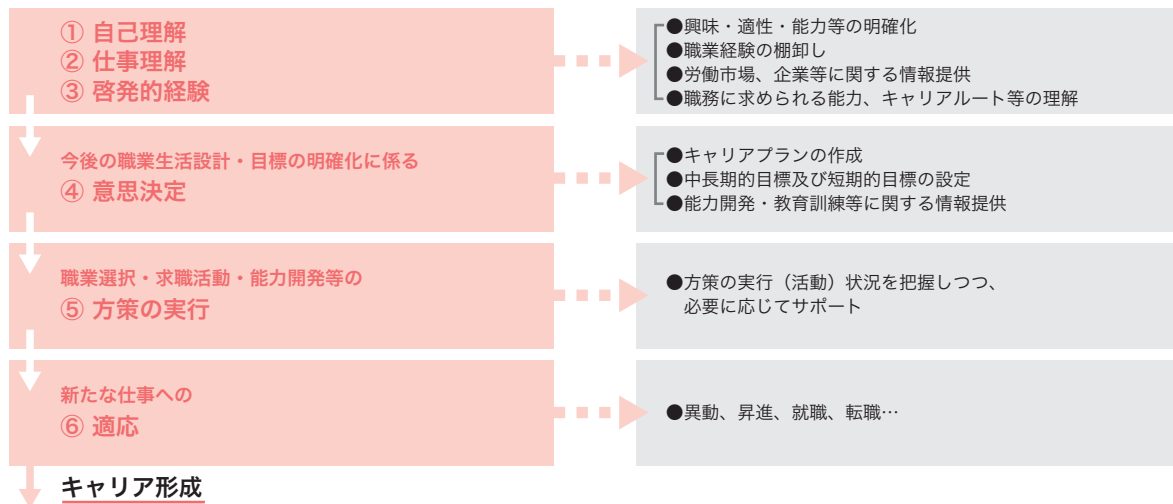 ① 自己理解
② 仕事理解
③ 啓発的経験
●興味・適性・能力等の明確化
●職業経験の棚卸し
●労働市場、企業等に関する情報提供
●職務に求められる能力、キャリアルート等の理解
今後の職業生活設計・目標の明確化に係る
④ 意思決定
●キャリアプランの作成
●中長期的目標及び短期的目標の設定
●能力開発・教育訓練等に関する情報提供
職業選択・求職活動・能力開発等の
⑤ 方策の実行
●方策の実行（活動）状況を把握しつつ、
必要に応じてサポート
新たな仕事への
⑥ 適応
●異動、昇進、就職、転職…
キャリア形成